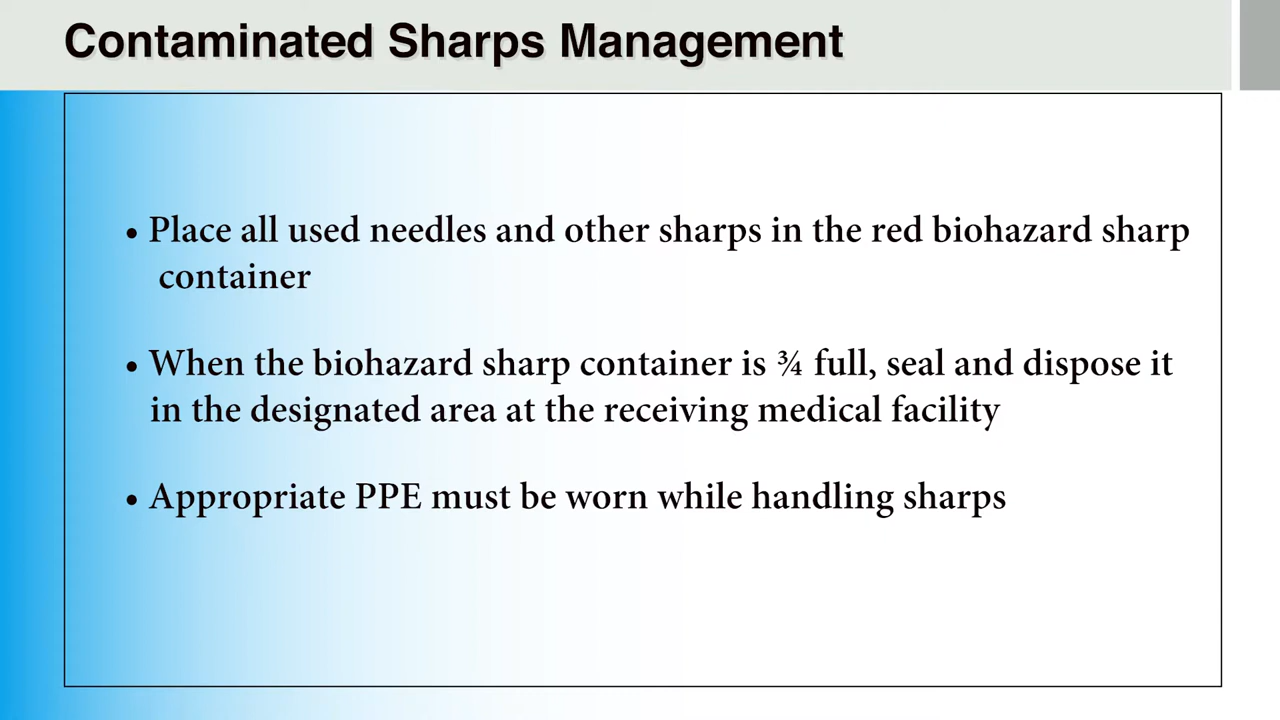 Contaminated Sharps Management
• Place all used needles and other sharps in the red biohazard sharp
container
• When the biohazard sharp container is ¾ full, seal and dispose it
in the designated area at the receiving medical facility
• Appropriate PPE must be worn while handling sharps